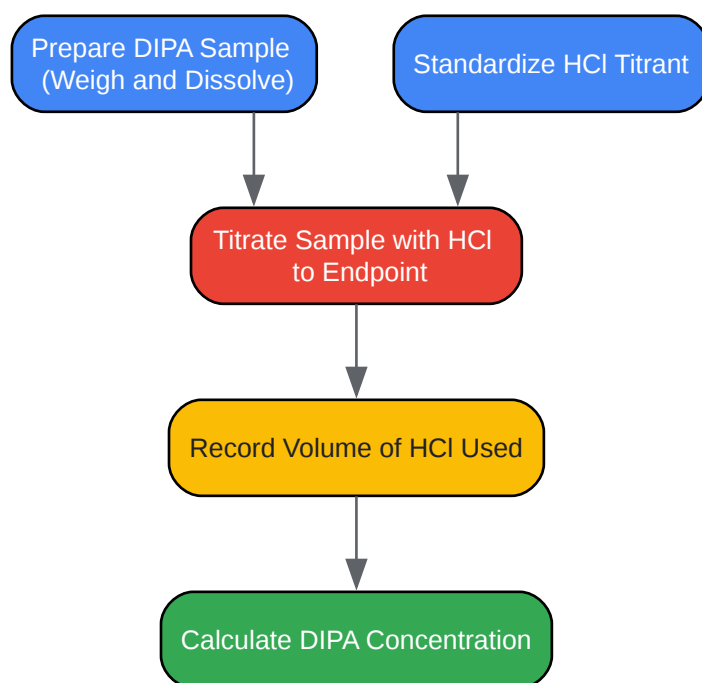 Prepare DIPA Sample
(Weigh and Dissolve)
Standardize HCl Titrant
Titrate Sample with HCl
to Endpoint
Record Volume of HCl Used
Calculate DIPA Concentration